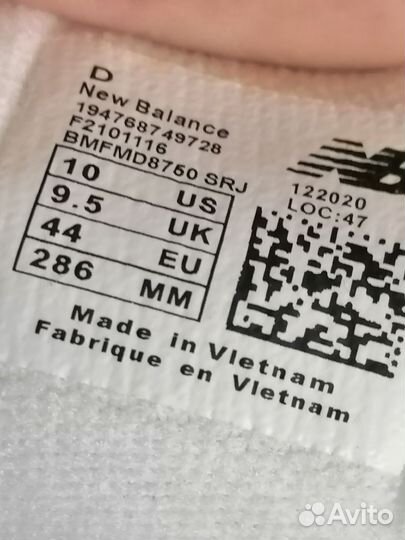 D
New Balance
194768749728
F2101116
BMFMD8750 SRJ
10 US
9.5 UK
44 EU
286 MM
NB
122020
LOC:47
Made in Vietnam
Fabrique en Vietnam
Avito